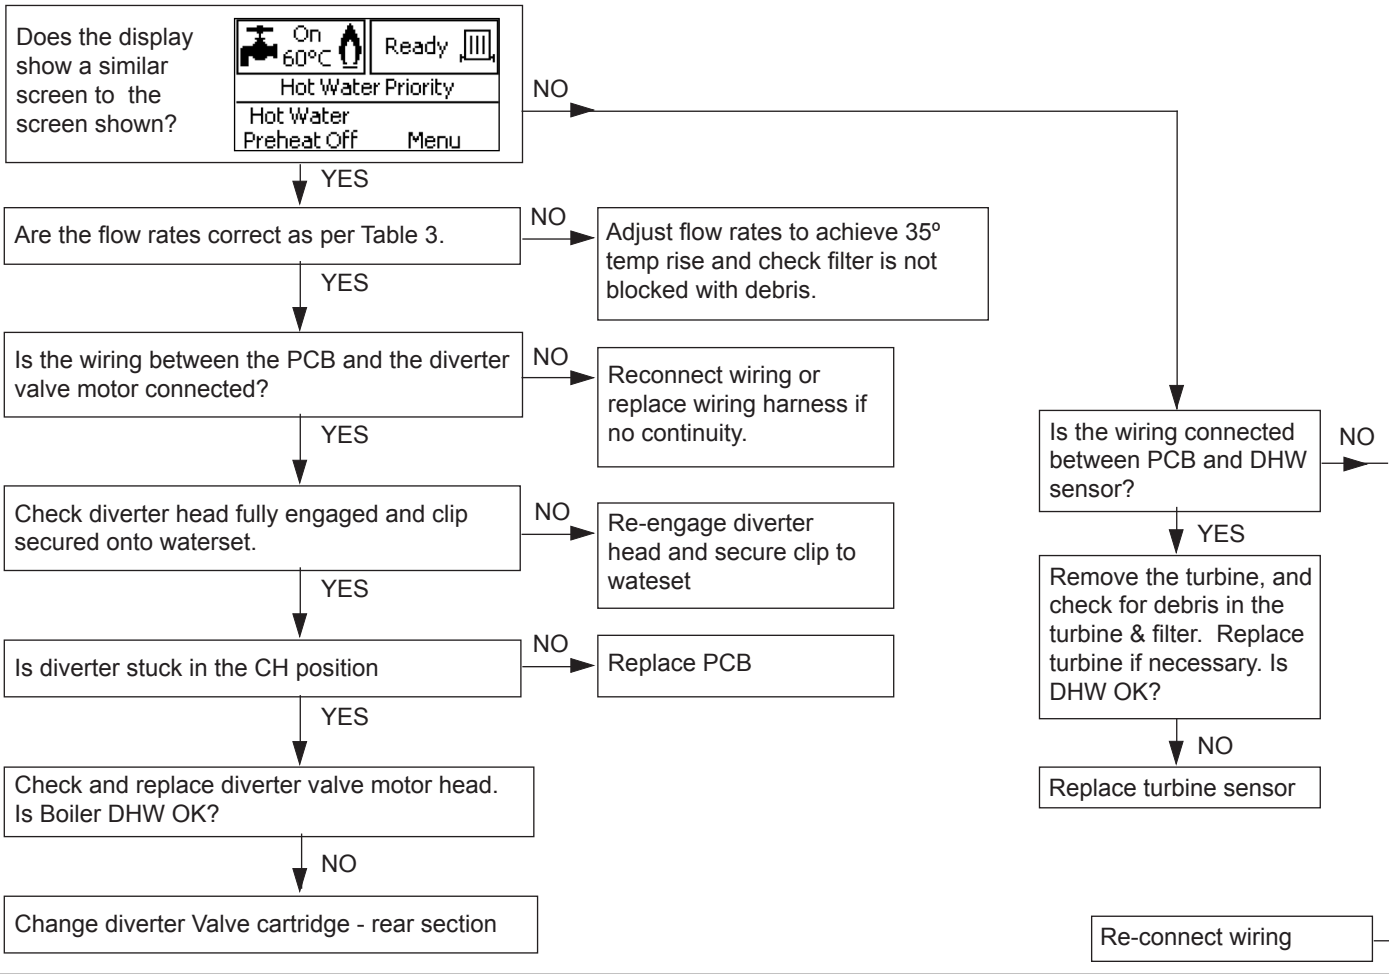 Does the display
show a similar
screen to the
screen shown?
On
60ºC
Ready
Hot Water Priority
Hot Water
Preheat Off Menu
NO
YES
Are the flow rates correct as per Table 3.
NO
Adjust flow rates to achieve 35º
temp rise and check filter is not
blocked with debris.
YES
Is the wiring between the PCB and the diverter
valve motor connected?
NO
Reconnect wiring or
replace wiring harness if
no continuity.
YES
Check diverter head fully engaged and clip
secured onto waterset.
NO
Re-engage diverter
head and secure clip to
wateset
YES
Is diverter stuck in the CH position
NO
Replace PCB
YES
Check and replace diverter valve motor head.
Is Boiler DHW OK?
NO
Change diverter Valve cartridge - rear section
Is the wiring connected
between PCB and DHW
sensor?
NO
YES
Remove the turbine, and
check for debris in the
turbine & filter. Replace
turbine if necessary. Is
DHW OK?
NO
Replace turbine sensor
Re-connect wiring